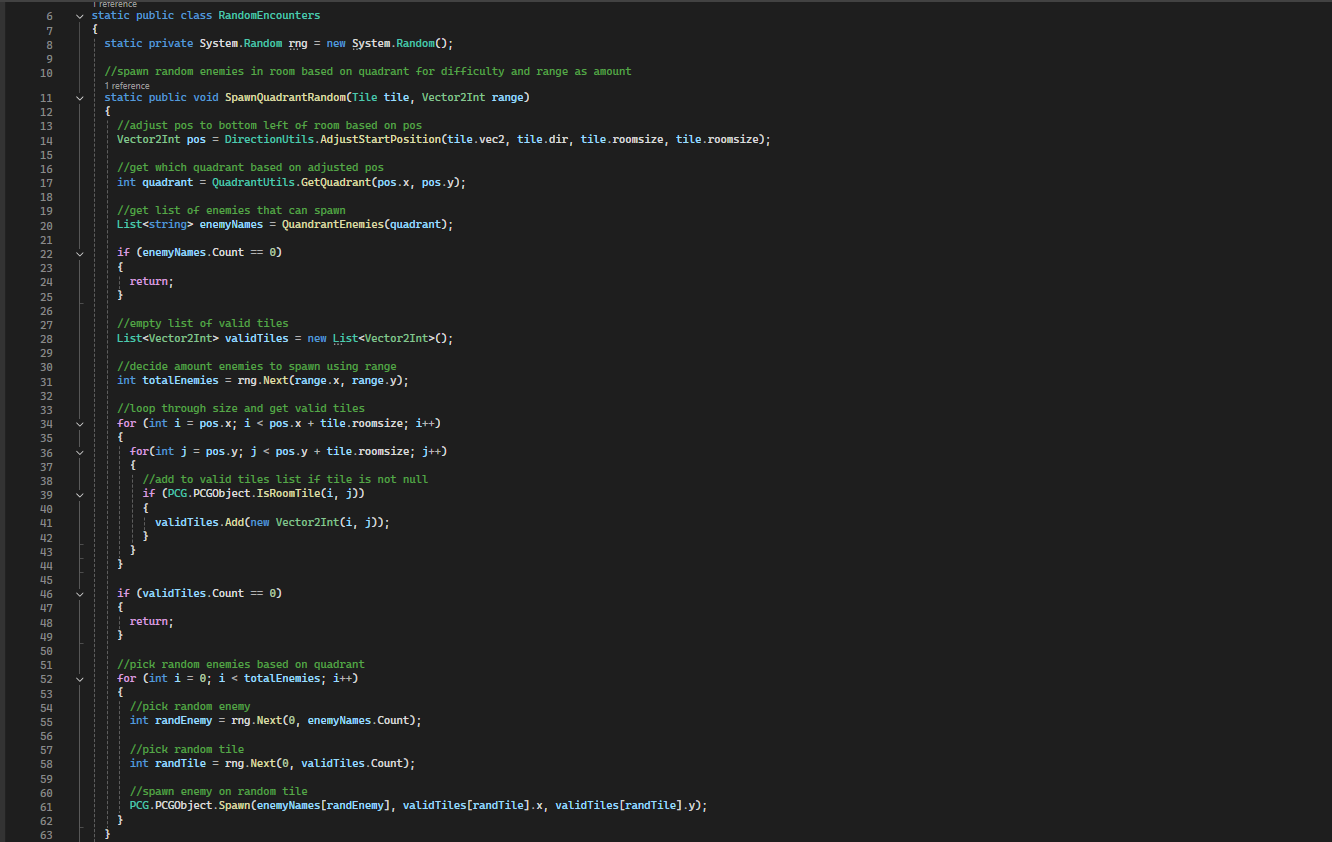 1 reference
6 static public class RandomEncounters
7 {
8 static private System.Random rng = new System.Random();
9
10 //spawn random enemies in room based on quadrant for difficulty and range as amount
1 reference
11 static public void SpawnQuadrantRandom(Tile tile, Vector2Int range)
12 {
13 //adjust pos to bottom left of room based on pos
14 Vector2Int pos = DirectionUtils.AdjustStartPosition(tile.vec2, tile.dir, tile.roomsize, tile.roomsize);
15
16 //get which quadrant based on adjusted pos
17 int quadrant = QuadrantUtils.GetQuadrant(pos.x, pos.y);
18
19 //get list of enemies that can spawn
20 List<string> enemyNames = QuandrantEnemies(quadrant);
21
22 if (enemyNames.Count == 0)
23 {
24 return;
25 }
26
27 //empty list of valid tiles
28 List<Vector2Int> validTiles = new List<Vector2Int>();
29
30 //decide amount enemies to spawn using range
31 int totalEnemies = rng.Next(range.x, range.y);
32
33 //loop through size and get valid tiles
34 for (int i = pos.x; i < pos.x + tile.roomsize; i++)
35 {
36 for(int j = pos.y; j < pos.y + tile.roomsize; j++)
37 {
38 //add to valid tiles list if tile is not null
39 if (PCG.PCGObject.IsRoomTile(i, j))
40 {
41 validTiles.Add(new Vector2Int(i, j));
42 }
43 }
44 }
45
46 if (validTiles.Count == 0)
47 {
48 return;
49 }
50
51 //pick random enemies based on quadrant
52 for (int i = 0; i < totalEnemies; i++)
53 {
54 //pick random enemy
55 int randEnemy = rng.Next(0, enemyNames.Count);
56
57 //pick random tile
58 int randTile = rng.Next(0, validTiles.Count);
59
60 //spawn enemy on random tile
61 PCG.PCGObject.Spawn(enemyNames[randEnemy], validTiles[randTile].x, validTiles[randTile].y);
62 }
63 }